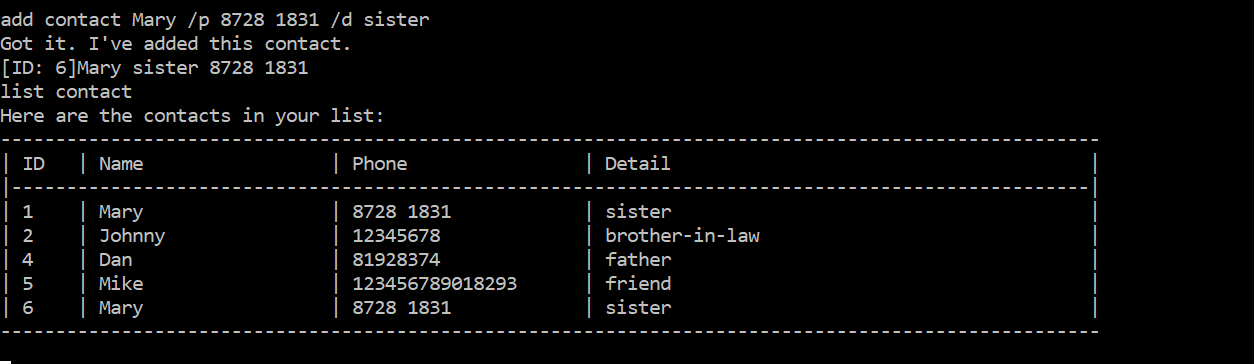 add contact Mary /p 8728 1831 /d sister
Got it. I've added this contact.
[ID: 6]Mary sister 8728 1831
list contact
Here are the contacts in your list:
----------------------------------------------------------------------------------------------------
| ID   | Name                 | Phone                | Detail                                      |
|--------------------------------------------------------------------------------------------------|
| 1    | Mary                 | 8728 1831            | sister                                      |
| 2    | Johnny               | 12345678             | brother-in-law                              |
| 4    | Dan                  | 81928374             | father                                      |
| 5    | Mike                 | 123456789018293      | friend                                      |
| 6    | Mary                 | 8728 1831            | sister                                      |
----------------------------------------------------------------------------------------------------